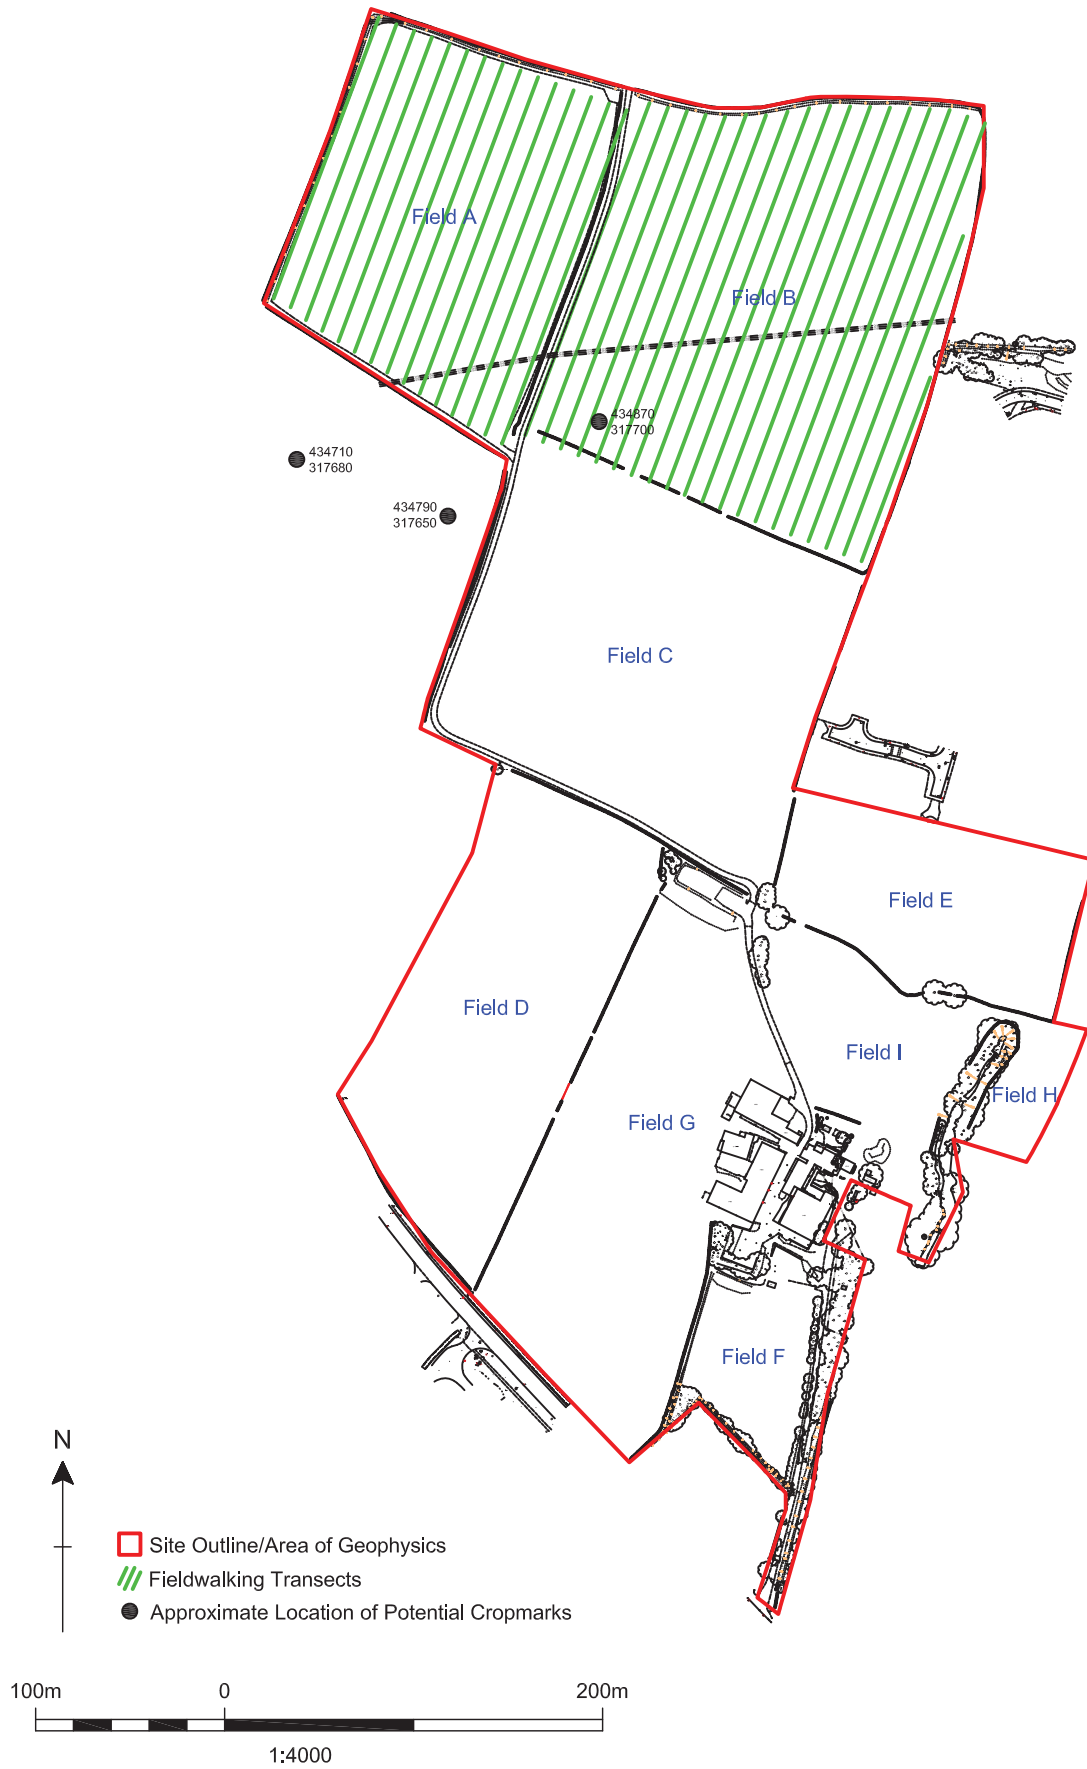 Field A
Field B
434870
317700
434710
317680
434790
317650
Field C
Field E
Field D
Field I
Field H
Field G
Field F
N
Site Outline/Area of Geophysics
Fieldwalking Transects
Approximate Location of Potential Cropmarks
100m 0 200m
1:4000